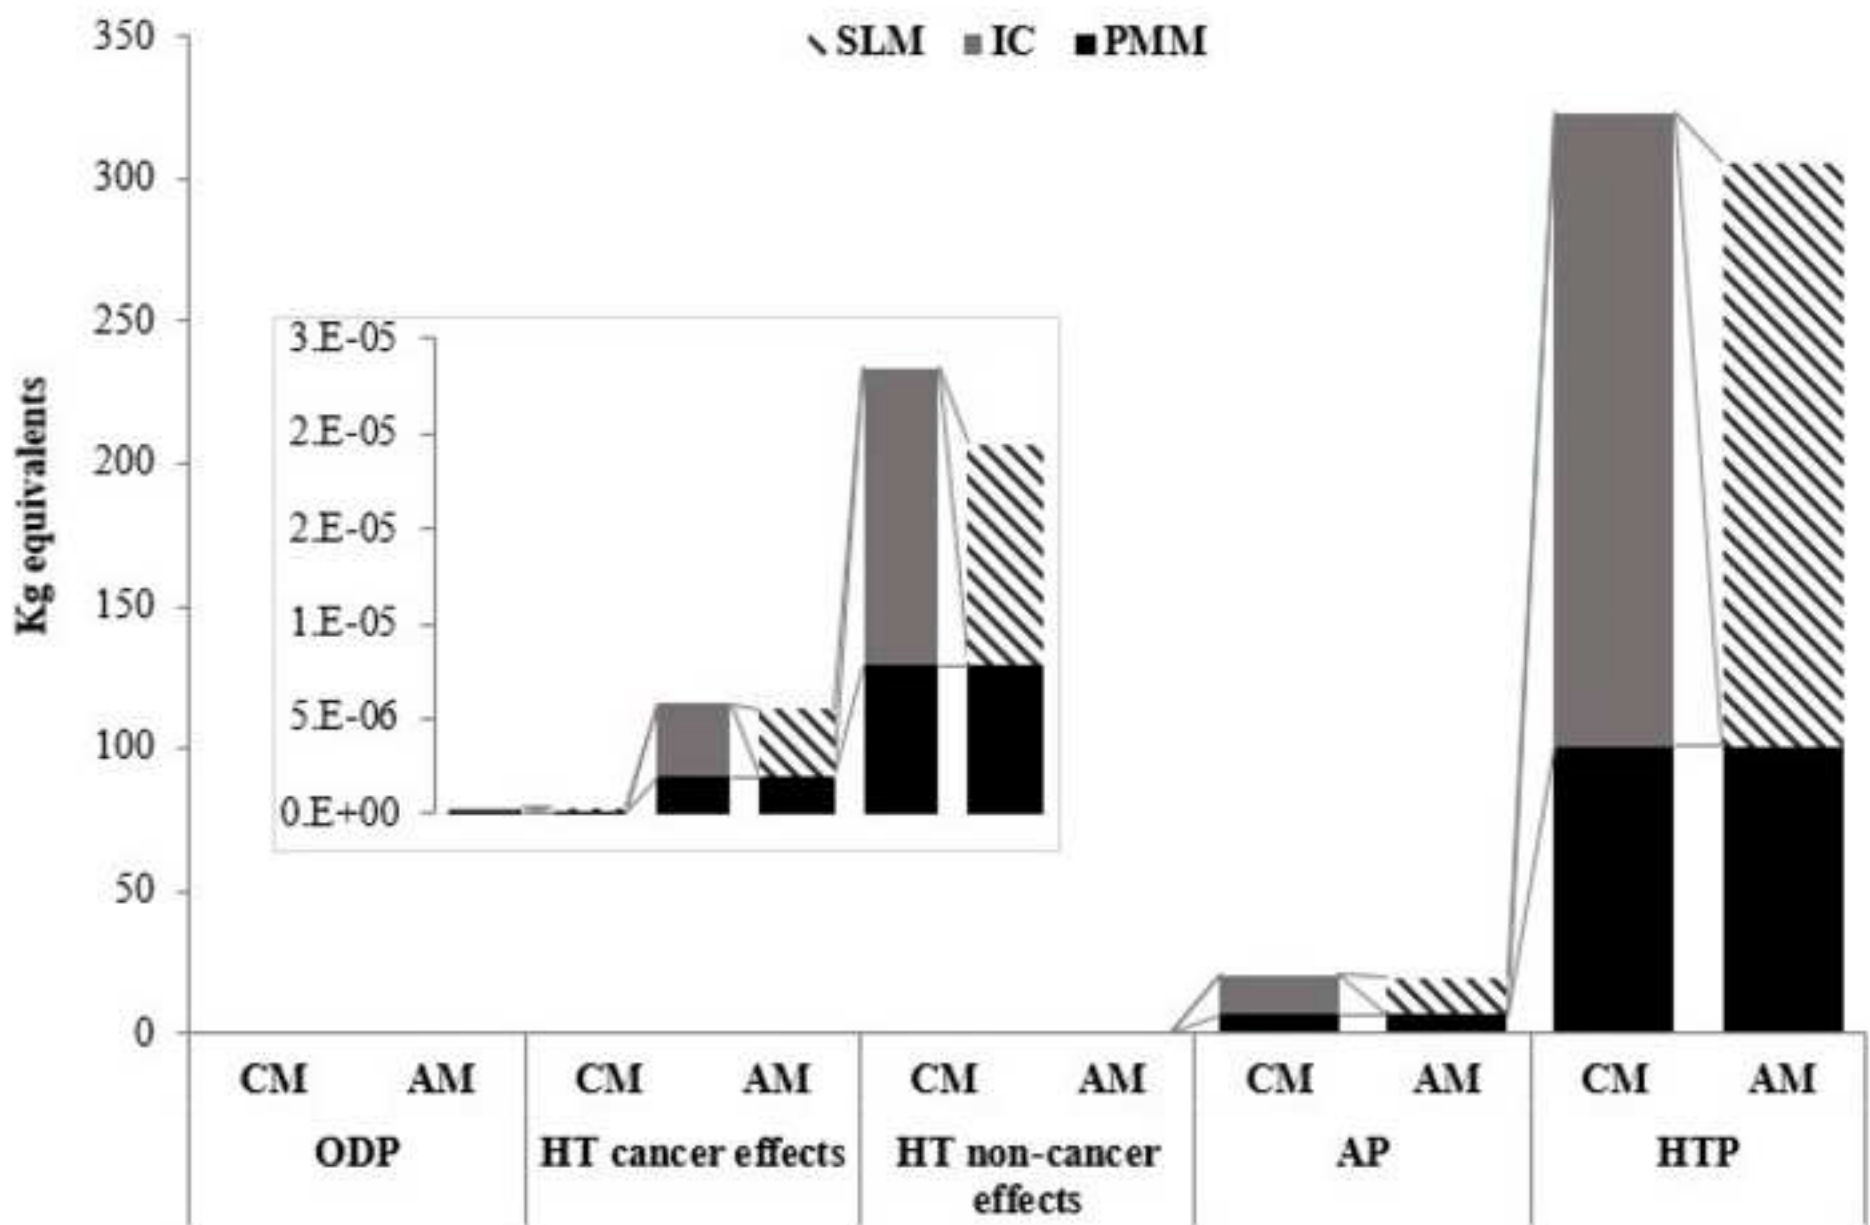 SLM IC PMM
350
300
250
200
150
100
50
0
Kg equivalents
3.E-05
2.E-05
2.E-05
1.E-05
5.E-06
0.E+00
CM AM CM AM CM AM CM AM CM AM
ODP HT cancer effects HT non-cancer AP HTP
effects